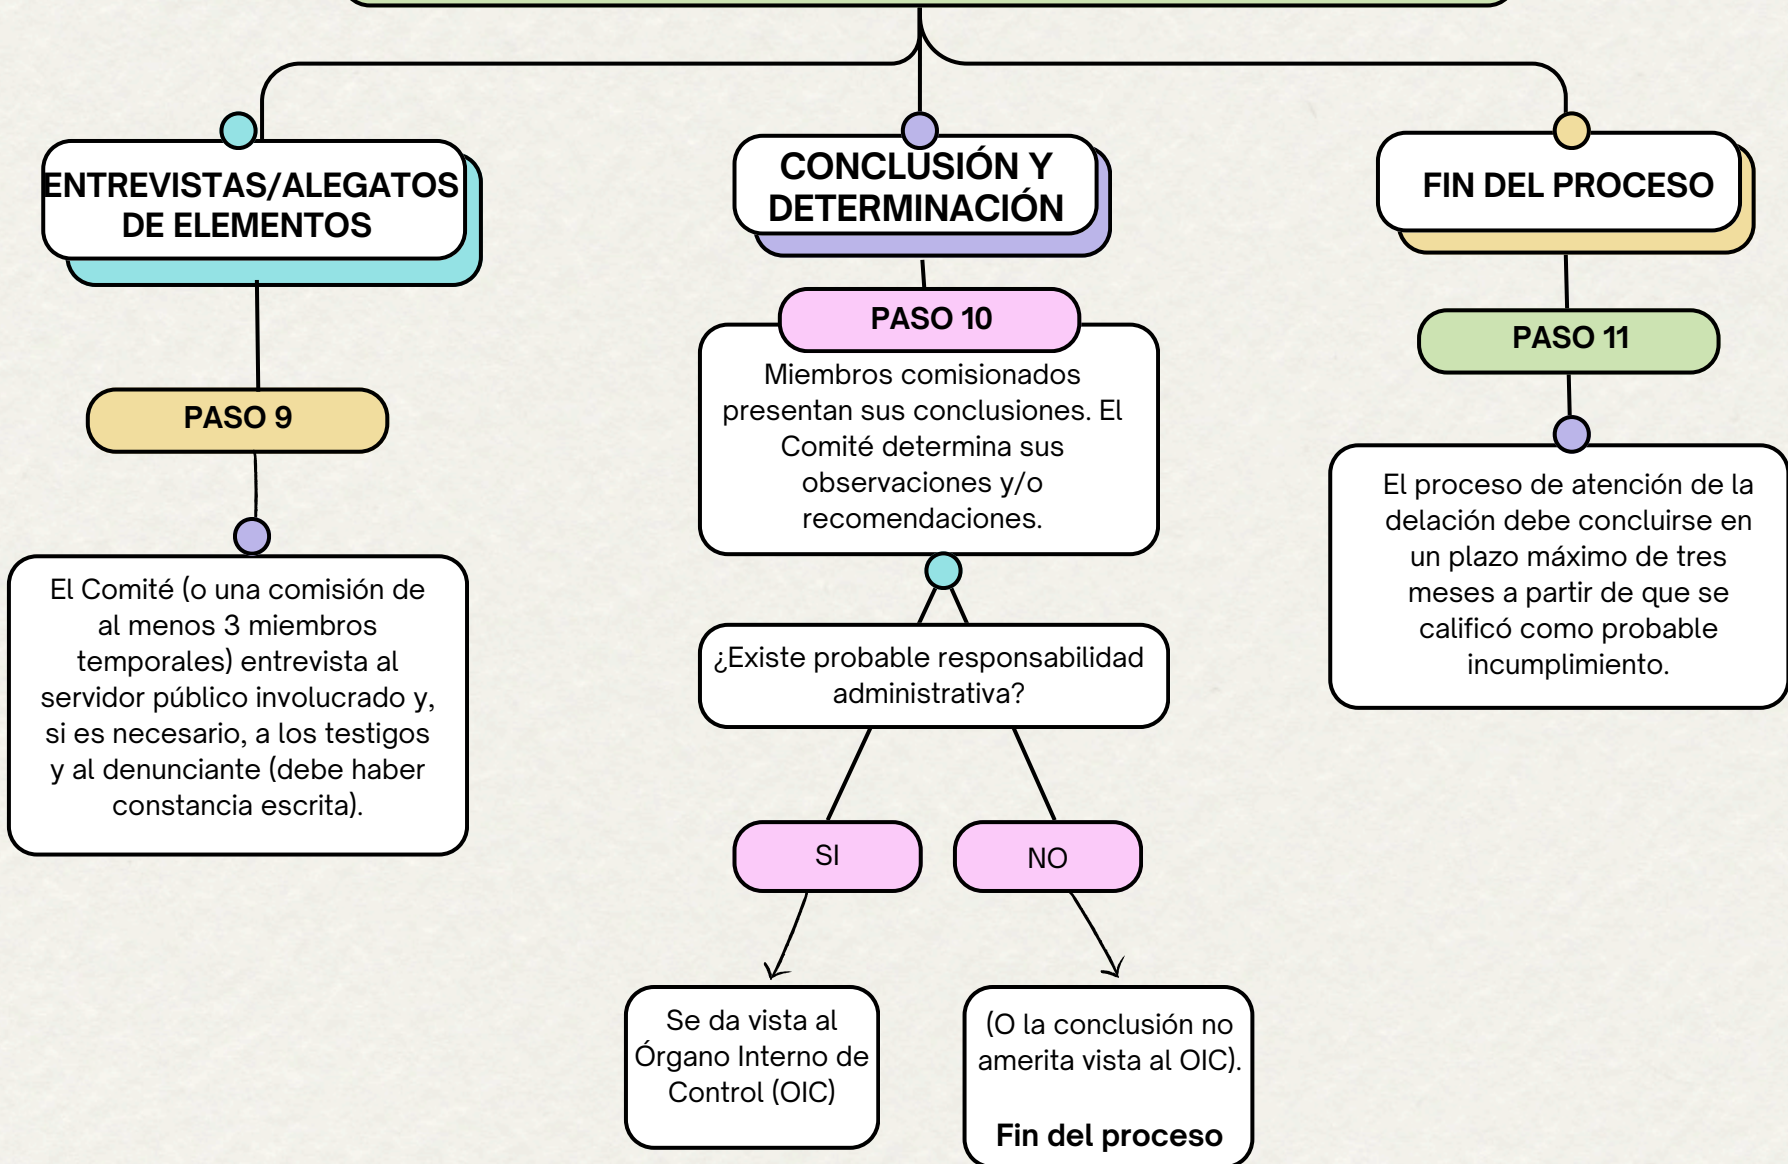 ENTREVISTAS/ALEGATOS
DE ELEMENTOS
PASO 9
El Comité (o una comisión de
al menos 3 miembros
temporales) entrevista al
servidor público involucrado y,
si es necesario, a los testigos
y al denunciante (debe haber
constancia escrita).
CONCLUSIÓN Y
DETERMINACIÓN
PASO 10
Miembros comisionados
presentan sus conclusiones. El
Comité determina sus
observaciones y/o
recomendaciones.
¿Existe probable responsabilidad
administrativa?
SI
NO
Se da vista al
Órgano Interno de
Control (OIC)
(O la conclusión no
amerita vista al OIC).
Fin del proceso
FIN DEL PROCESO
PASO 11
El proceso de atención de la
delación debe concluirse en
un plazo máximo de tres
meses a partir de que se
calificó como probable
incumplimiento.